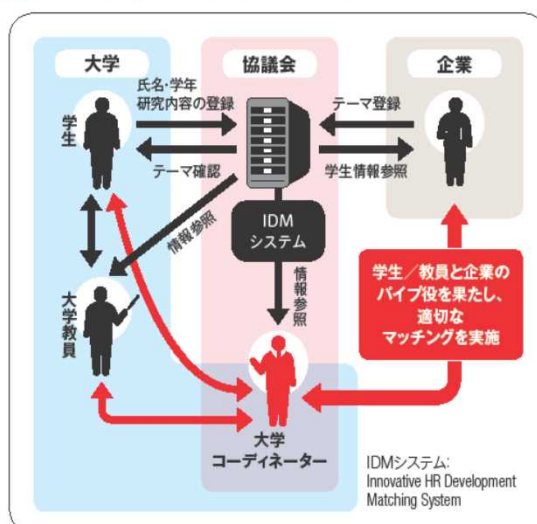 大学
協議会
企業
氏名・学年
研究内容の登録
テーマ登録
学生
テーマ確認
学生情報参照
情報参照
IDM
システム
情報参照
学生／教員と企業の
パイプ役を果たし、
適切な
マッチングを実施
大学教員
大学
コーディネーター
IDMシステム:
Innovative HR Development
Matching System